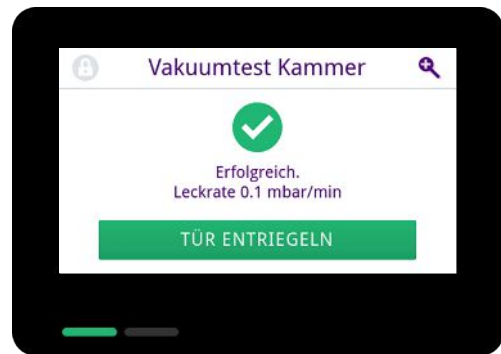 Vakuumtest Kammer
Erfolgreich.
Leckrate 0.1 mbar/min
TÜR ENTRIEGELN